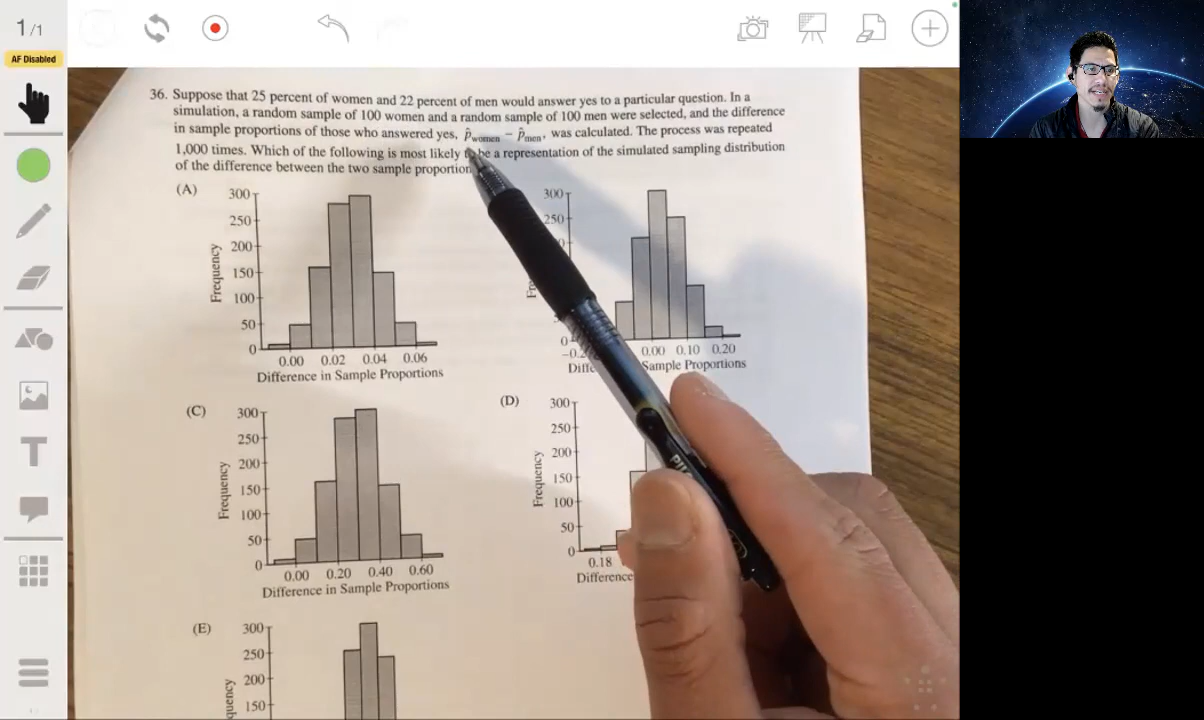 1/1
AF Disabled
T
36. Suppose that 25 percent of women and 22 percent of men would answer yes to a particular question. In a
simulation, a random sample of 100 women and a random sample of 100 men were selected, and the difference
in sample proportions of those who answered yes, p̂women − p̂men, was calculated. The process was repeated
1,000 times. Which of the following is most likely to be a representation of the simulated sampling distribution
of the difference between the two sample proportion
(A)
300
250
200
150
100
50
0
Frequency
0.00 0.02 0.04 0.06
Difference in Sample Proportions
300
250
0
0.00 0.10 0.20
Sample Proportions
(C)
300
250
200
150
100
50
0
Frequency
0.00 0.20 0.40 0.60
Difference in Sample Proportions
(D)
300
250
200
150
100
50
0
Frequency
0.18
Difference
(E)
300
250
200
150